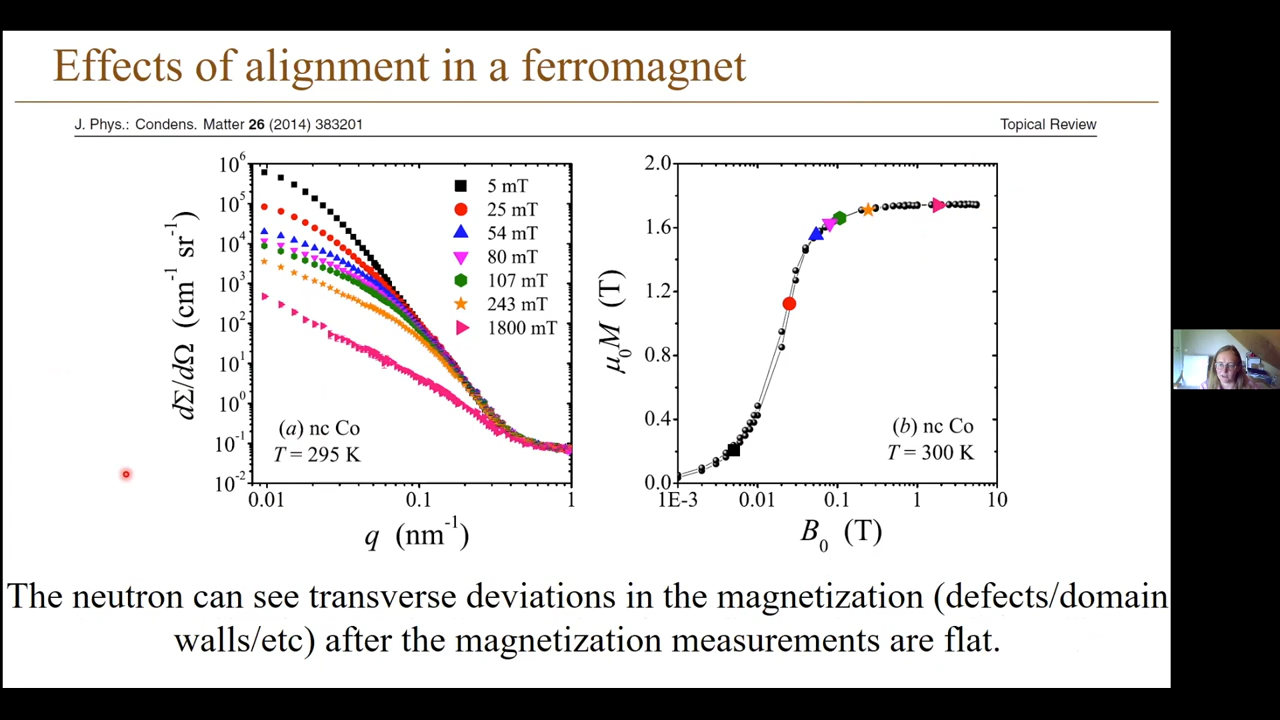 Effects of alignment in a ferromagnet
J. Phys.: Condens. Matter 26 (2014) 383201
Topical Review
10^6
10^5
10^4
10^3
10^2
10^1
10^0
10^-1
10^-2
dΣ/dΩ (cm^-1 sr^-1)
5 mT
25 mT
54 mT
80 mT
107 mT
243 mT
1800 mT
(a) nc Co
T = 295 K
0.01 0.1 1
q (nm^-1)
2.0
1.6
1.2
0.8
0.4
0.0
μ₀M (T)
(b) nc Co
T = 300 K
1E-3 0.01 0.1 1 10
B₀ (T)
The neutron can see transverse deviations in the magnetization (defects/domain
walls/etc) after the magnetization measurements are flat.